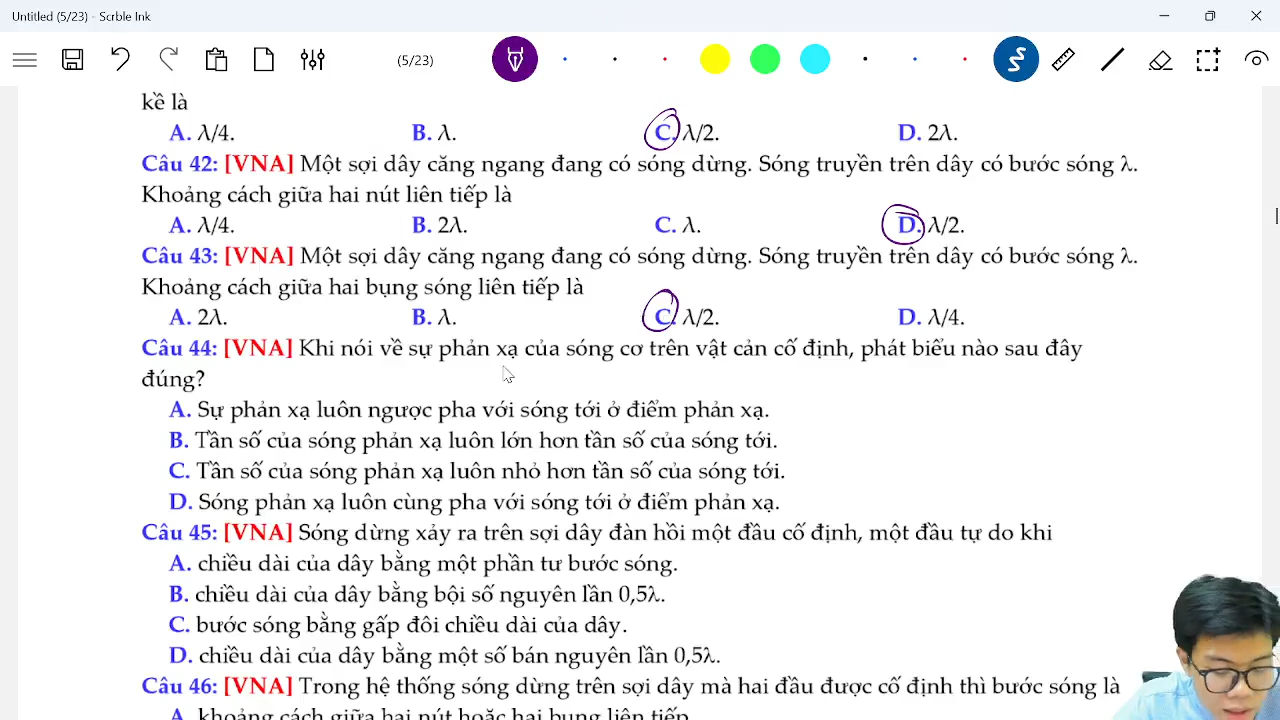 Untitled (5/23) - Scrble Ink
(5/23)
kề là
A. λ/4. B. λ. C. λ/2. D. 2λ.
Câu 42: [VNA] Một sợi dây căng ngang đang có sóng dừng. Sóng truyền trên dây có bước sóng λ.
Khoảng cách giữa hai nút liên tiếp là
A. λ/4. B. 2λ. C. λ. D. λ/2.
Câu 43: [VNA] Một sợi dây căng ngang đang có sóng dừng. Sóng truyền trên dây có bước sóng λ.
Khoảng cách giữa hai bụng sóng liên tiếp là
A. 2λ. B. λ. C. λ/2. D. λ/4.
Câu 44: [VNA] Khi nói về sự phản xạ của sóng cơ trên vật cản cố định, phát biểu nào sau đây
đúng?
A. Sự phản xạ luôn ngược pha với sóng tới ở điểm phản xạ.
B. Tần số của sóng phản xạ luôn lớn hơn tần số của sóng tới.
C. Tần số của sóng phản xạ luôn nhỏ hơn tần số của sóng tới.
D. Sóng phản xạ luôn cùng pha với sóng tới ở điểm phản xạ.
Câu 45: [VNA] Sóng dừng xảy ra trên sợi dây đàn hồi một đầu cố định, một đầu tự do khi
A. chiều dài của dây bằng một phần tư bước sóng.
B. chiều dài của dây bằng bội số nguyên lần 0,5λ.
C. bước sóng bằng gấp đôi chiều dài của dây.
D. chiều dài của dây bằng một số bán nguyên lần 0,5λ.
Câu 46: [VNA] Trong hệ thống sóng dừng trên sợi dây mà hai đầu được cố định thì bước sóng là
A. khoảng cách giữa hai nút hoặc hai bụng liên tiếp.